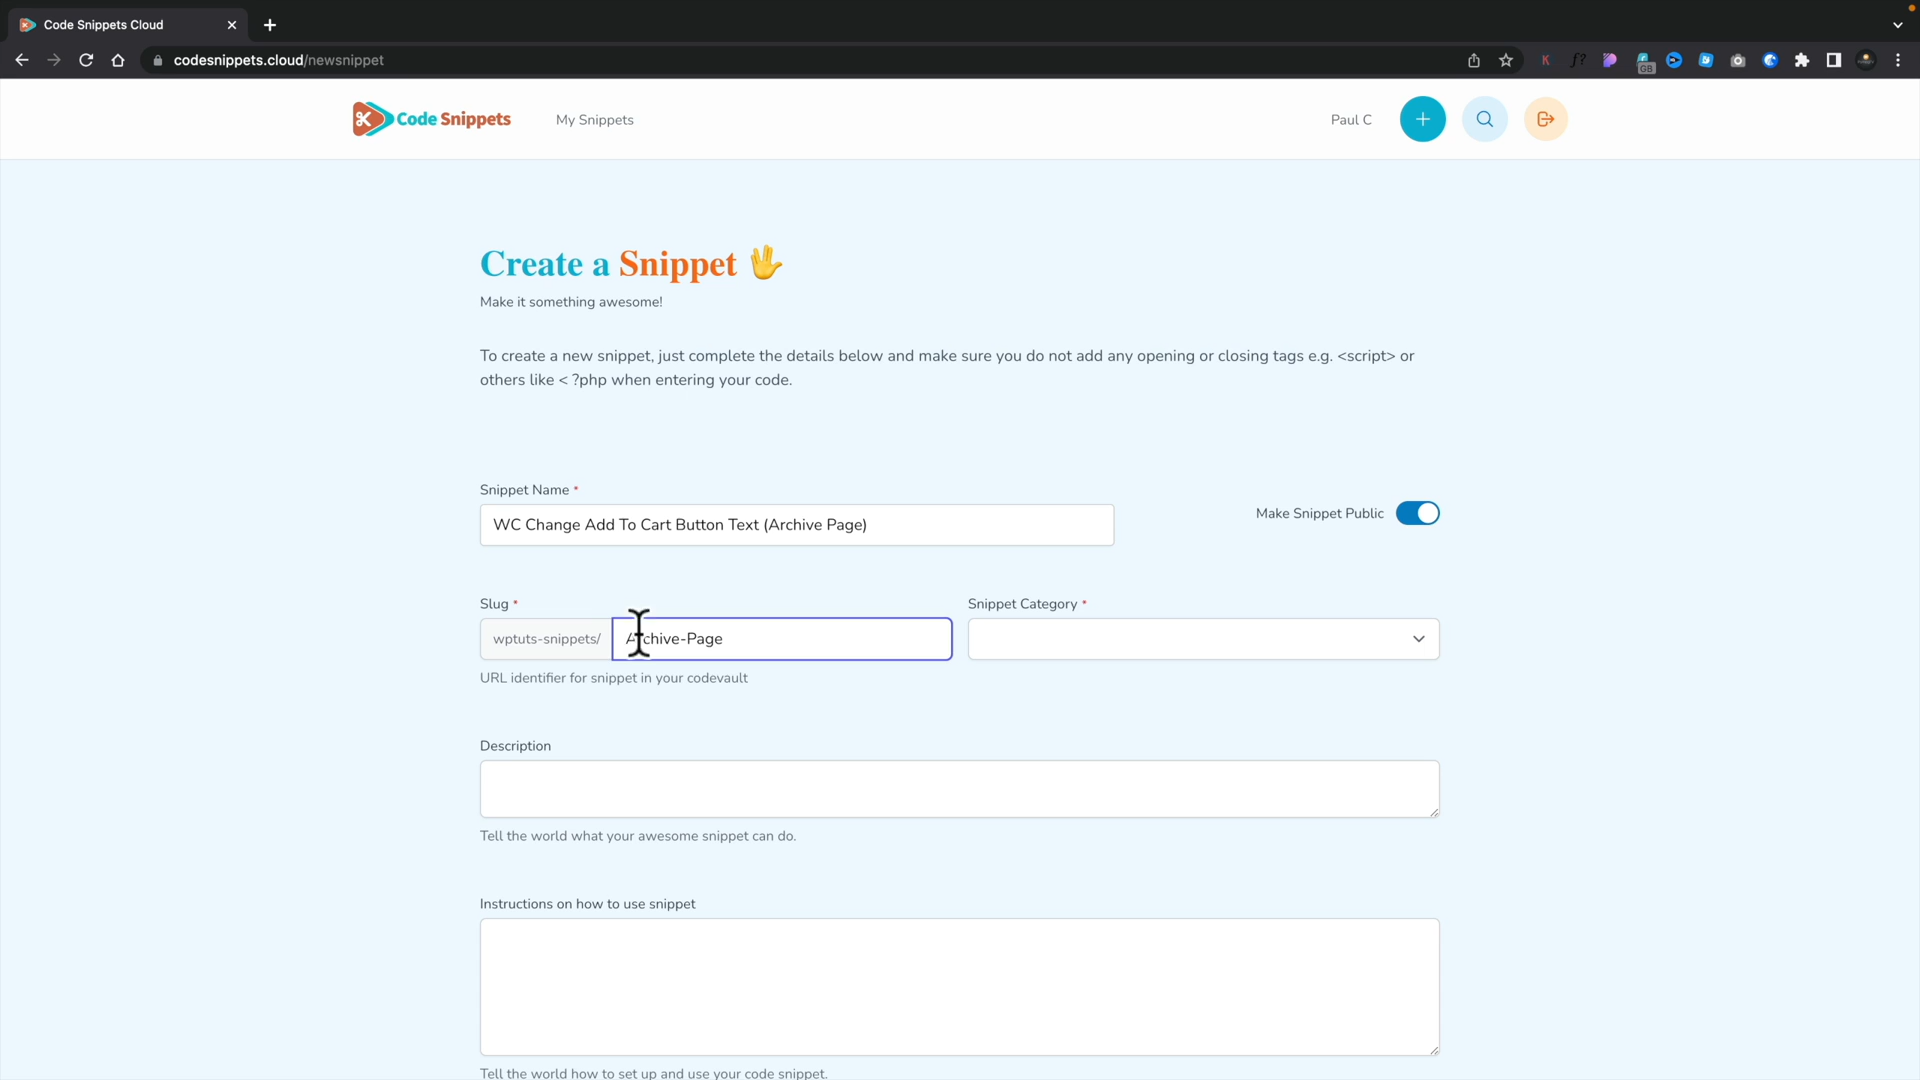 Code Snippets Cloud
codesnippets.cloud/newsnippet
K
f?
GB
Code Snippets
My Snippets
Paul C
Create a Snippet 🖖
Make it something awesome!
To create a new snippet, just complete the details below and make sure you do not add any opening or closing tags e.g. <script> or
others like < ?php when entering your code.
Snippet Name *
WC Change Add To Cart Button Text (Archive Page)
Make Snippet Public
Slug *
wptuts-snippets/
Archive-Page
Snippet Category *
URL identifier for snippet in your codevault
Description
Tell the world what your awesome snippet can do.
Instructions on how to use snippet
Tell the world how to set up and use your code snippet.